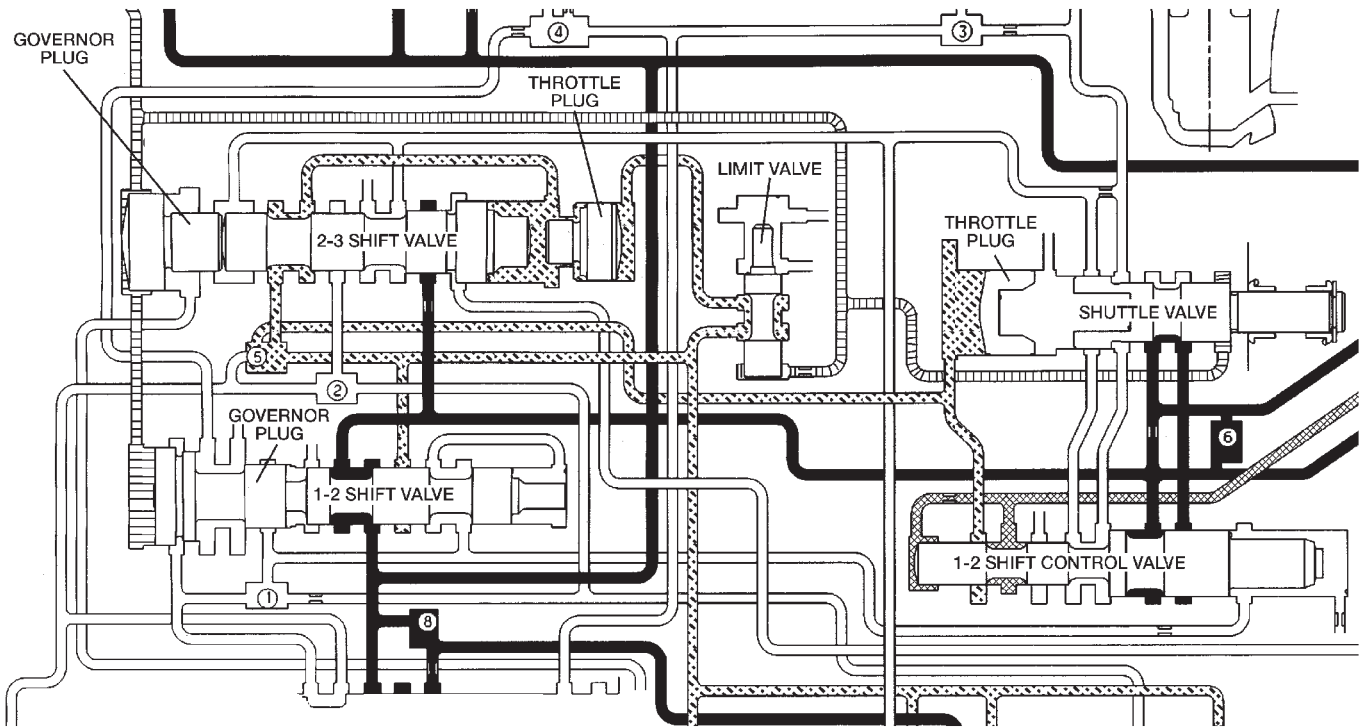 ④
③
GOVERNOR
PLUG
THROTTLE
PLUG
LIMIT VALVE
THROTTLE
PLUG
2-3 SHIFT VALVE
SHUTTLE VALVE
⑤
②
GOVERNOR
PLUG
⑥
1-2 SHIFT VALVE
1-2 SHIFT CONTROL VALVE
①
⑧